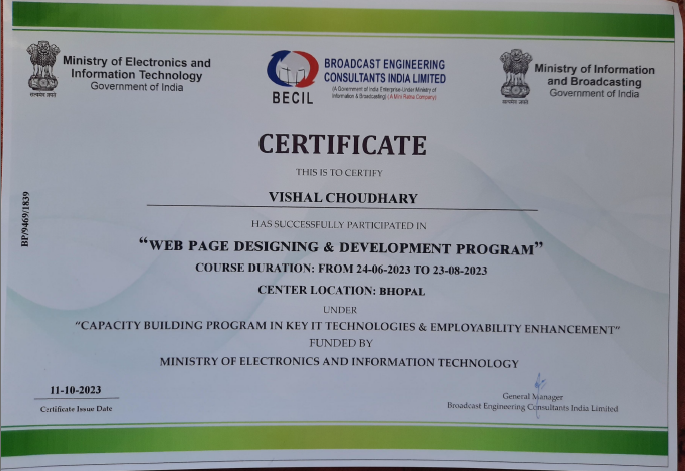 Ministry of Electronics and
Information Technology
Government of India
सत्यमेव जयते
BECIL
BROADCAST ENGINEERING
CONSULTANTS INDIA LIMITED
(A Government of India Enterprise Under Ministry of
Information & Broadcasting) (A Mini Ratna Company)
Ministry of Information
and Broadcasting
Government of India
सत्यमेव जयते
CERTIFICATE
THIS IS TO CERTIFY
VISHAL CHOUDHARY
HAS SUCCESSFULLY PARTICIPATED IN
“WEB PAGE DESIGNING & DEVELOPMENT PROGRAM”
COURSE DURATION: FROM 24-06-2023 TO 23-08-2023
CENTER LOCATION: BHOPAL
UNDER
“CAPACITY BUILDING PROGRAM IN KEY IT TECHNOLOGIES & EMPLOYABILITY ENHANCEMENT”
FUNDED BY
MINISTRY OF ELECTRONICS AND INFORMATION TECHNOLOGY
BP/9469/1839
11-10-2023
Certificate Issue Date
General Manager
Broadcast Engineering Consultants India Limited